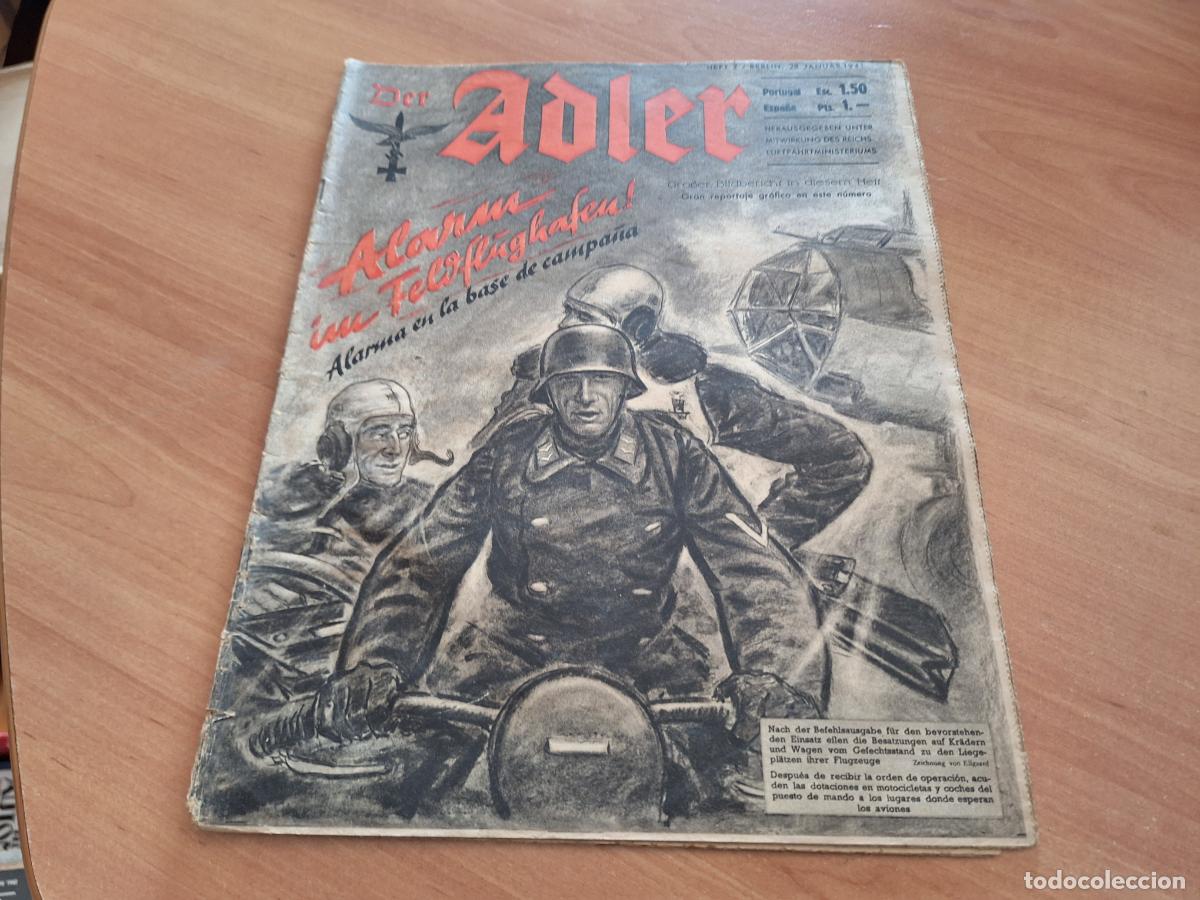 HEFT 2 / BERLIN, 28 JANUAR 1941
Der Adler
Portugal Esc. 1.50
España Pts. 1.—
HERAUSGEGEBEN UNTER
MITWIRKUNG DES REICHS-
LUFTFAHRTMINISTERIUMS
Großer Bildbericht in diesem Heft
Gran reportaje gráfico en este número
Alarm
im Feldflughafen!
Alarma en la base de campaña
Nach der Befehlsausgabe für den bevorstehen-
den Einsatz eilen die Besatzungen auf Krädern
und Wagen vom Gefechtsstand zu den Liege-
plätzen ihrer Flugzeuge Zeichnung von Ellgaard
Después de recibir la orden de operación, acu-
den las dotaciones en motocicletas y coches del
puesto de mando a los lugares donde esperan
los aviones
todocoleccion